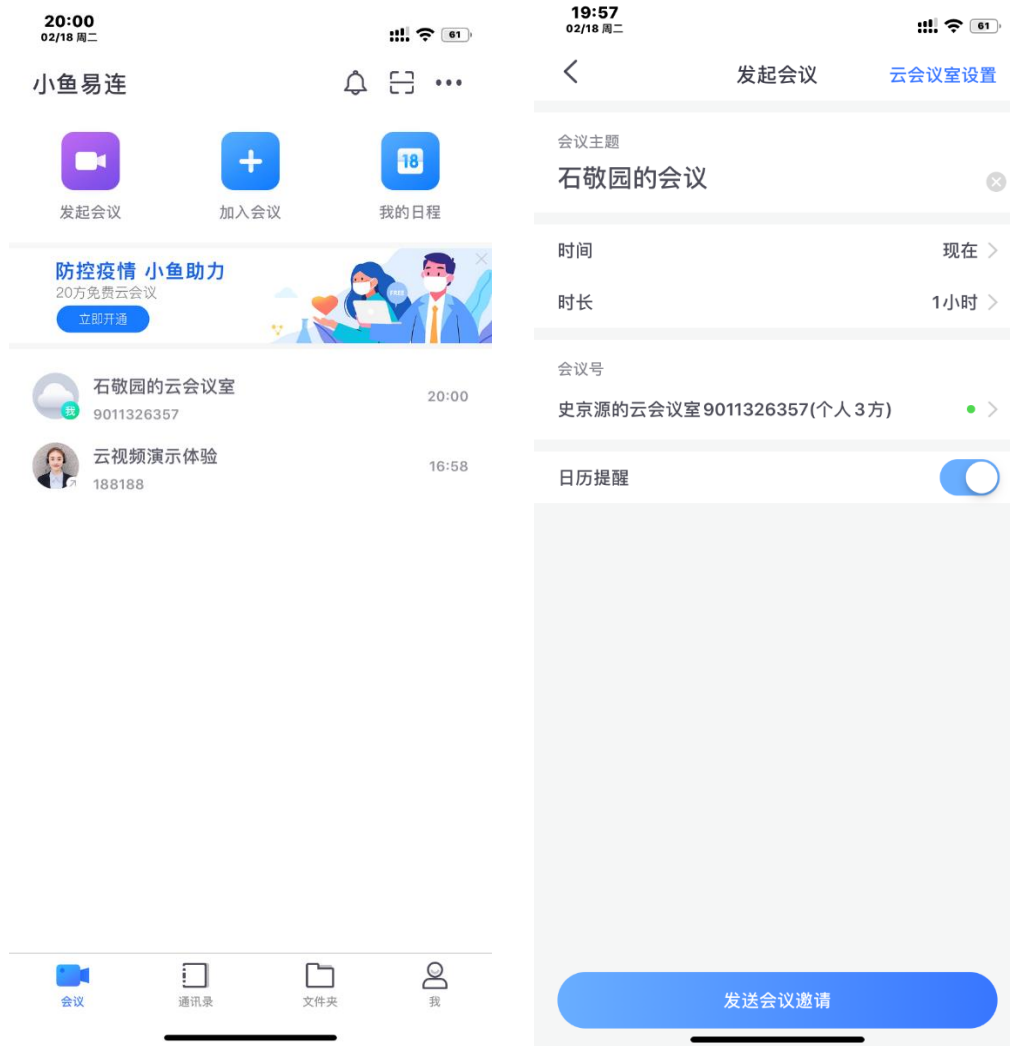 20:00
02/18 周二
61
小鱼易连
18
发起会议
加入会议
我的日程
防控疫情 小鱼助力
20方免费云会议
立即开通
FREE
石敬园的云会议室
20:00
我
9011326357
云视频演示体验
16:58
188188
会议
通讯录
文件夹
我
19:57
02/18 周二
61
发起会议
云会议室设置
会议主题
石敬园的会议
时间
现在
时长
1小时
会议号
史京源的云会议室9011326357(个人3方)
日历提醒
发送会议邀请